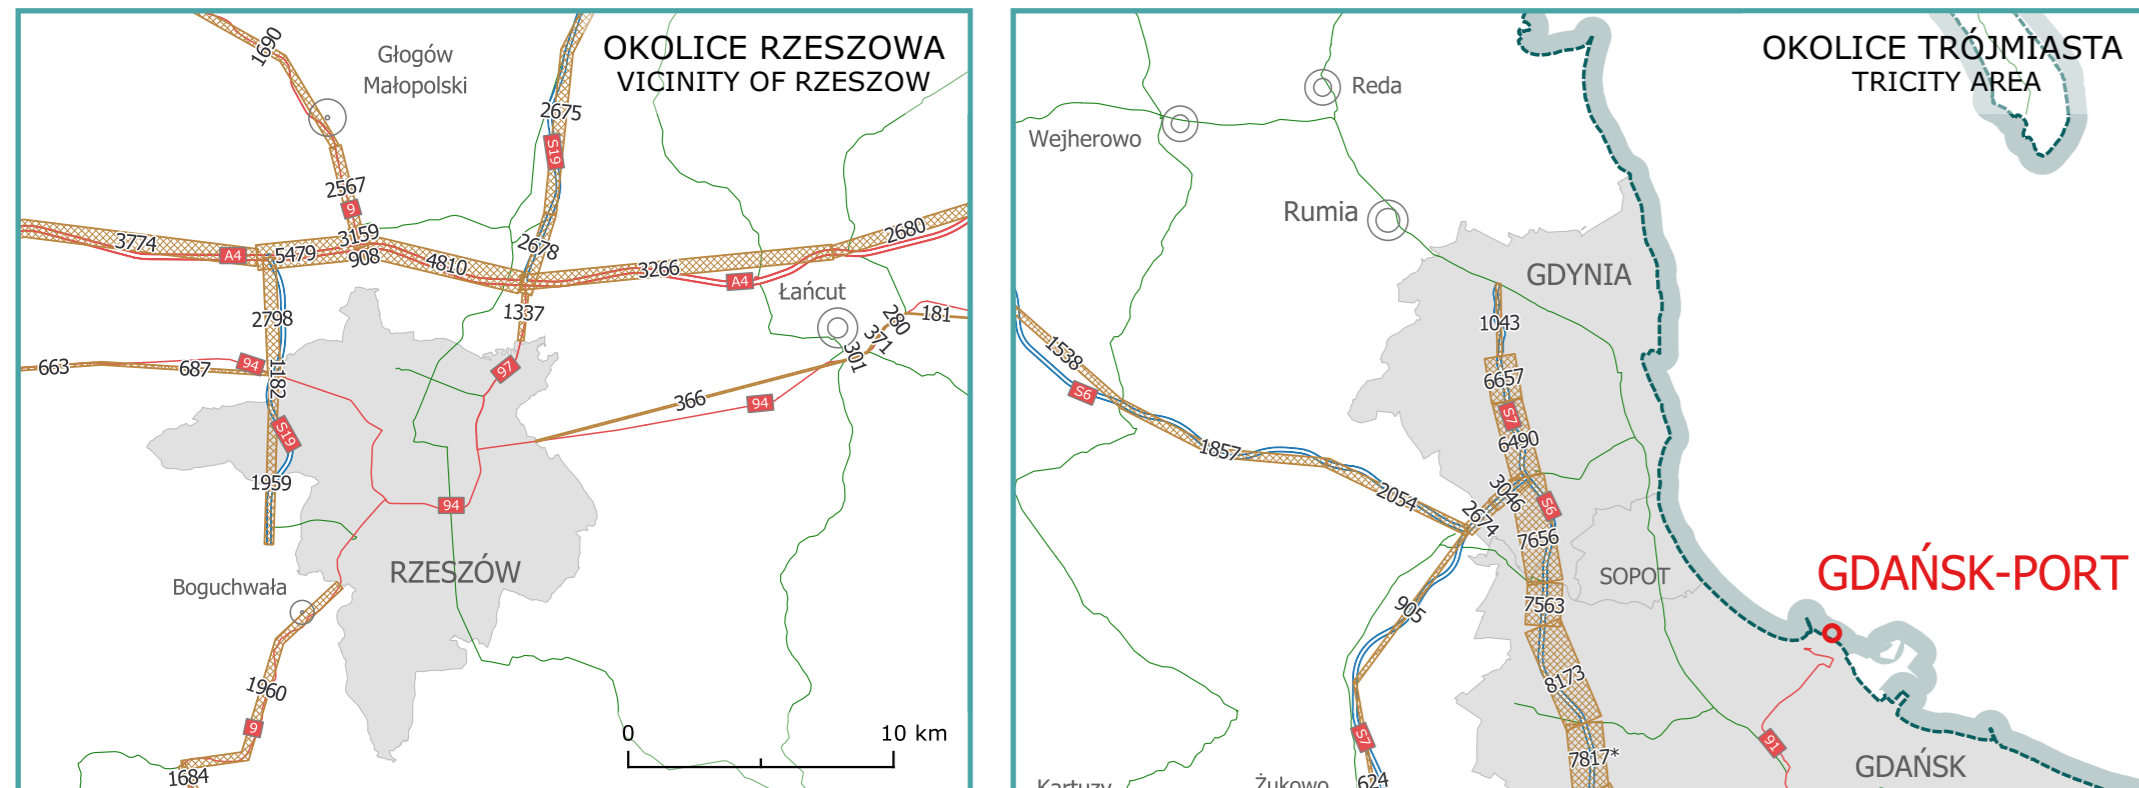 OKOLICE RZESZOWA
VICINITY OF RZESZOW
1690
Głogów
Małopolski
2675
S19
2567
9
3774
A4
5479
3159
908
4810
2678
3266
A4
2680
Łańcut
1337
280
181
371
301
2798
663
687
94
1182
97
366
94
S19
1959
94
RZESZÓW
Boguchwała
1960
9
1684
0
10 km
OKOLICE TRÓJMIASTA
TRICITY AREA
Reda
Wejherowo
Rumia
GDYNIA
1043
1538
S6
6657
S7
6490
1857
2054
3046
2674
S6
7656
SOPOT
GDAŃSK-PORT
905
7563
8173
S7
91
7817*
GDAŃSK
Kartuzy
Żukowo
624